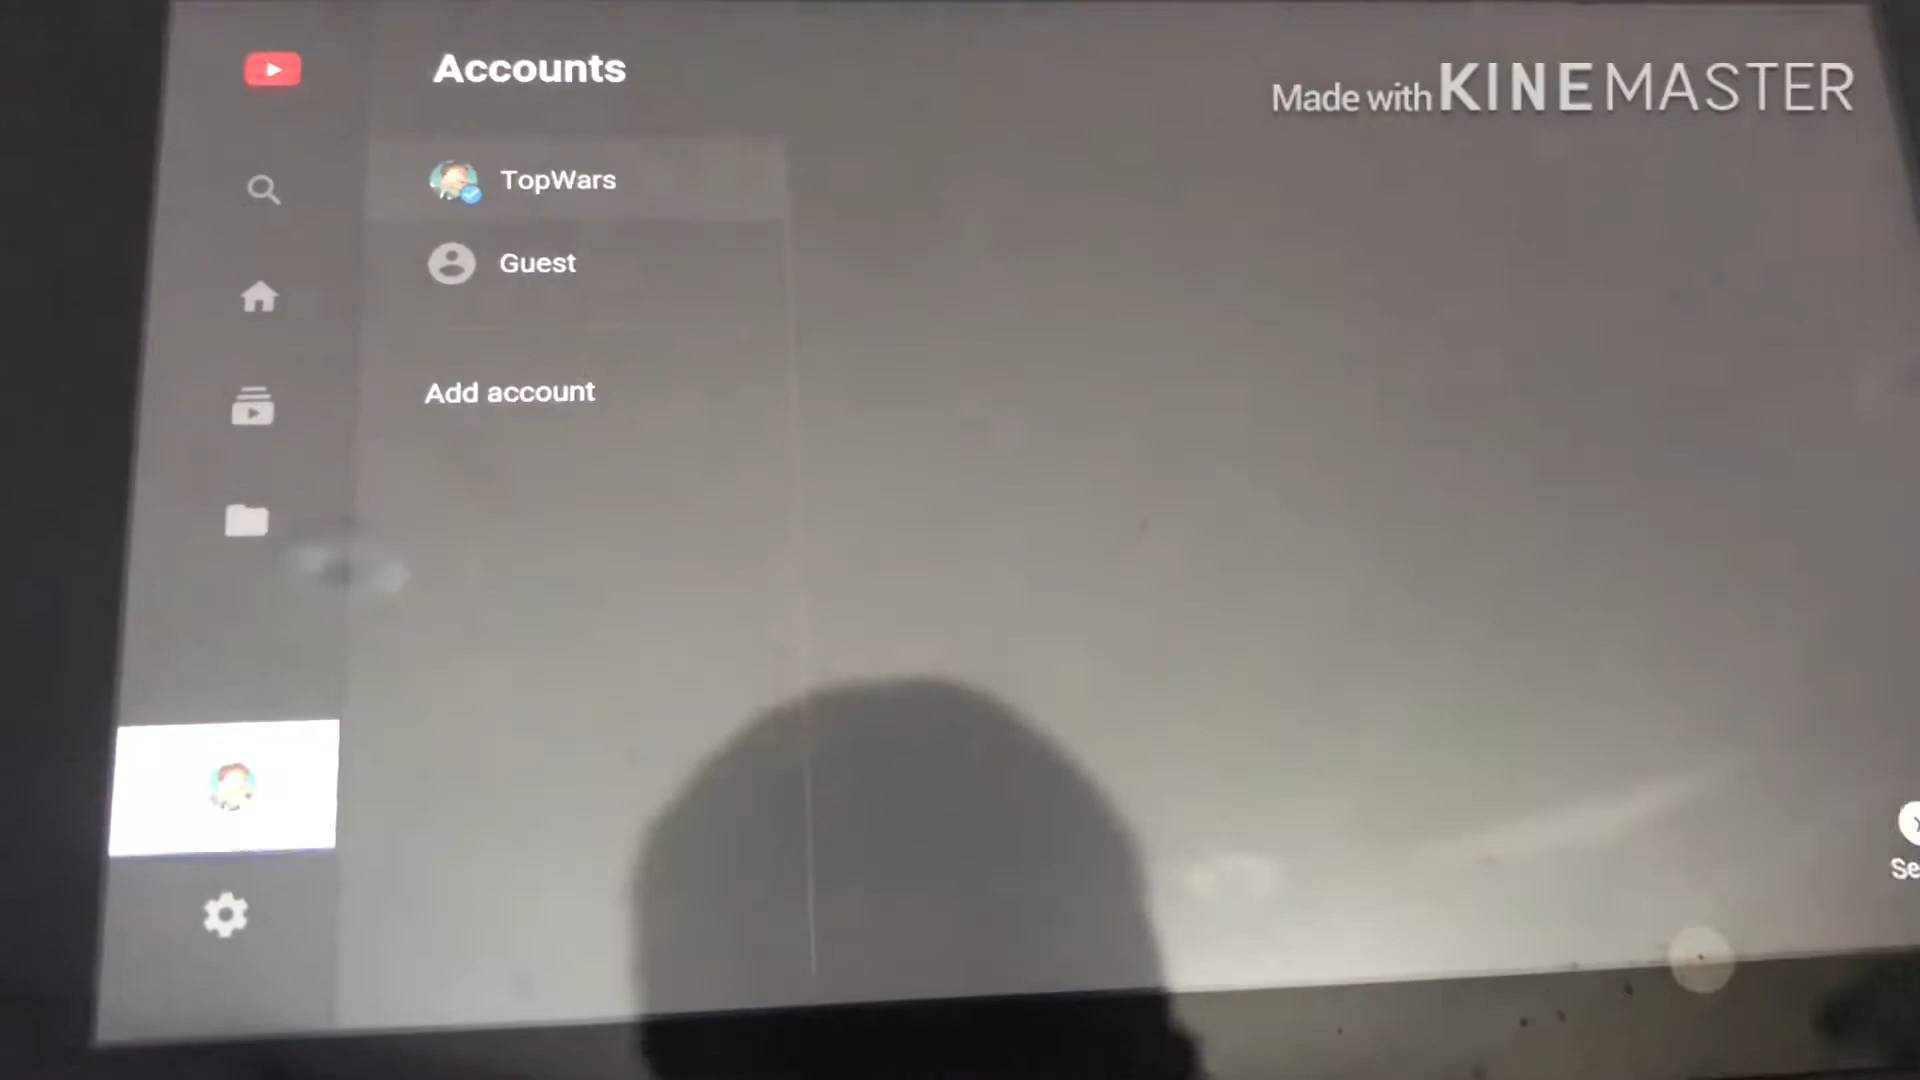 Accounts
Made with KINEMASTER
TopWars
Guest
Add account